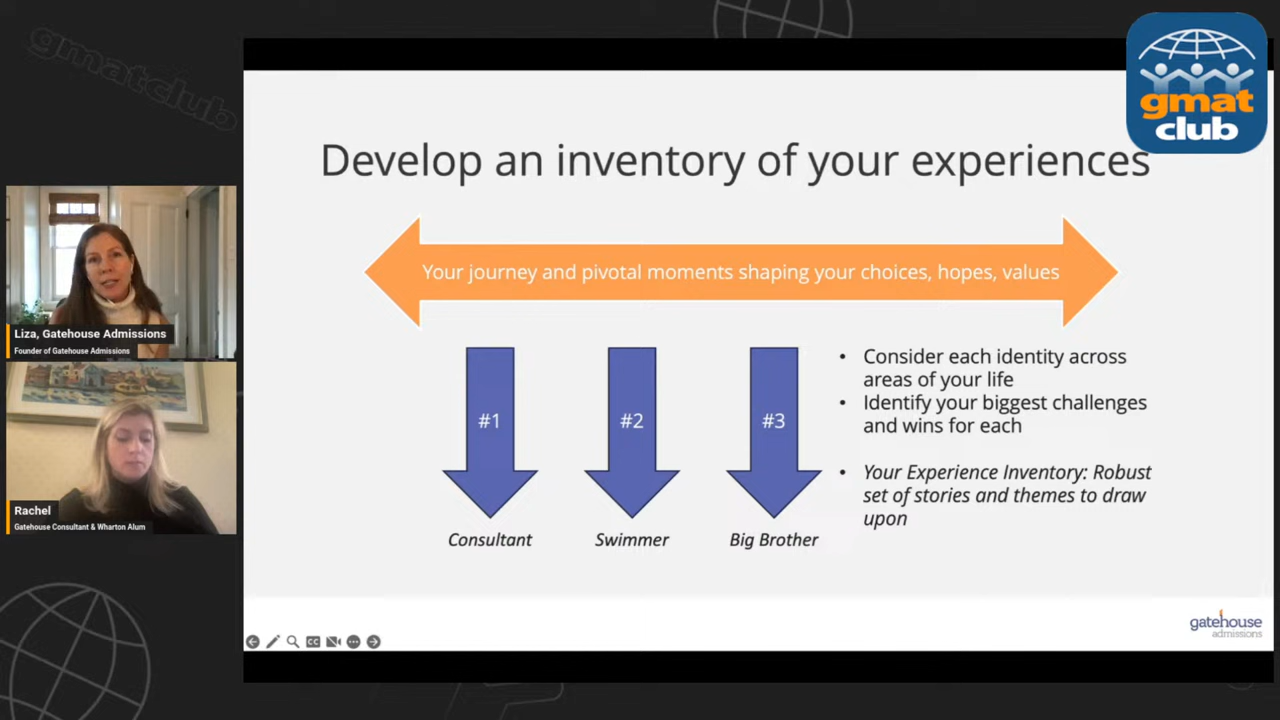 gmatclub
gmat
club
Develop an inventory of your experiences
Your journey and pivotal moments shaping your choices, hopes, values
#1
#2
#3
Consultant
Swimmer
Big Brother
• Consider each identity across
areas of your life
• Identify your biggest challenges
and wins for each
• Your Experience Inventory: Robust
set of stories and themes to draw
upon
Liza, Gatehouse Admissions
Founder of Gatehouse Admissions
Rachel
Gatehouse Consultant & Wharton Alum
CC
gatehouse
admissions